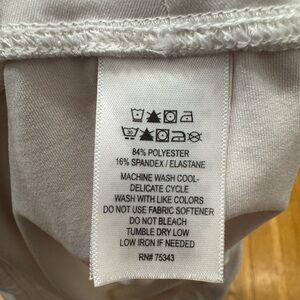 84% POLYESTER
16% SPANDEX / ELASTANE
MACHINE WASH COOL-
DELICATE CYCLE
WASH WITH LIKE COLORS
DO NOT USE FABRIC SOFTENER
DO NOT BLEACH
TUMBLE DRY LOW
LOW IRON IF NEEDED
RN# 75343